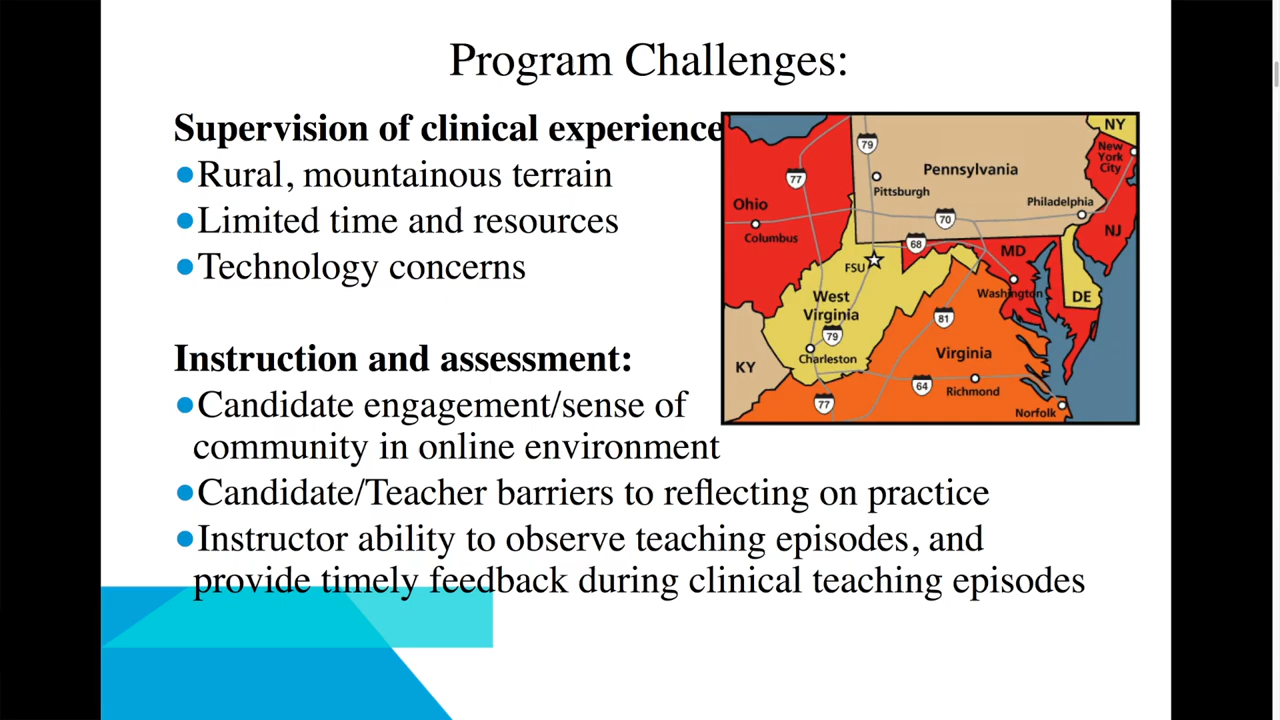 Program Challenges:
Supervision of clinical experience
●Rural, mountainous terrain
●Limited time and resources
●Technology concerns
Instruction and assessment:
●Candidate engagement/sense of
community in online environment
●Candidate/Teacher barriers to reflecting on practice
●Instructor ability to observe teaching episodes, and
provide timely feedback during clinical teaching episodes
NY
New
York
City
79
Pennsylvania
77
Pittsburgh
Ohio
Philadelphia
70
Columbus
NJ
68
MD
FSU
Washington
DE
West
Virginia
81
79
Virginia
Charleston
KY
64
Richmond
77
Norfolk